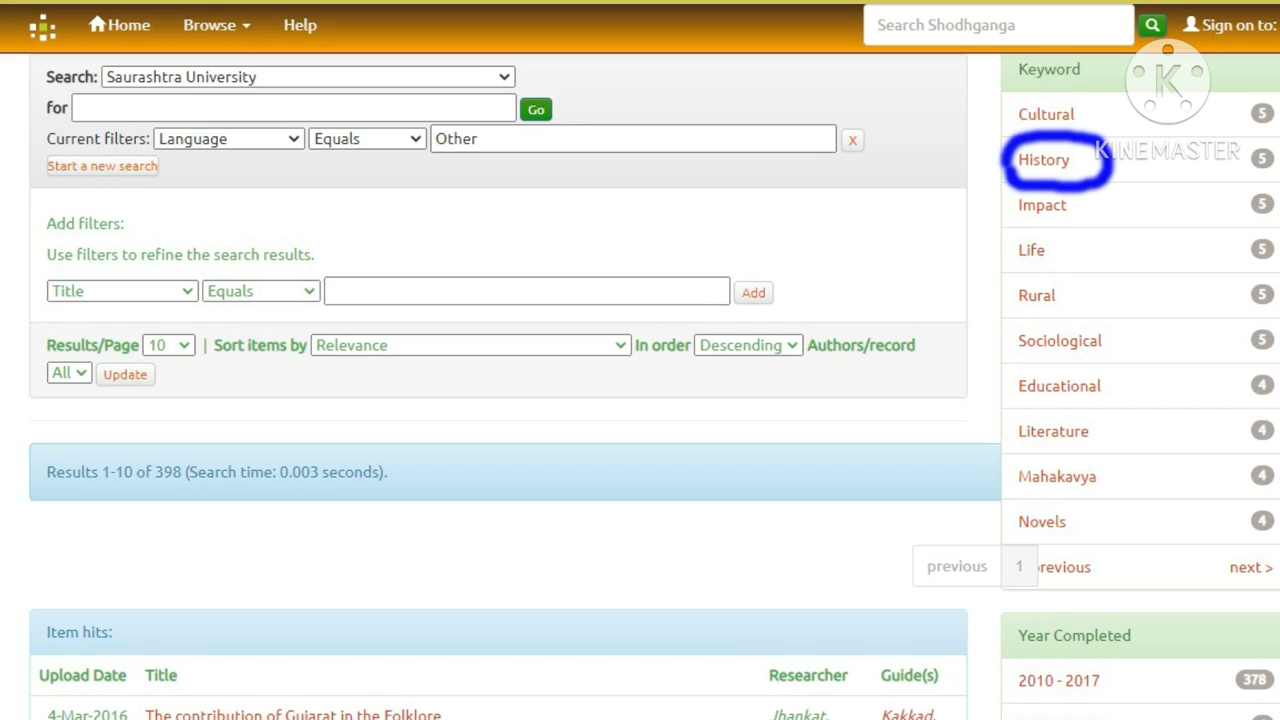 Home Browse Help Search Shodhganga Sign on to:
Search: Saurashtra University
for Go
Current filters: Language Equals Other x
Start a new search
Add filters:
Use filters to refine the search results.
Title Equals Add
Results/Page 10 | Sort items by Relevance In order Descending Authors/record
All Update
Results 1-10 of 398 (Search time: 0.003 seconds).
previous 1
Item hits:
Upload Date Title Researcher Guide(s)
4-Mar-2016 The contribution of Gujarat in the Folklore Jhankat, Kakkad,
Keyword
K
KINEMASTER
Cultural 5
History 5
Impact 5
Life 5
Rural 5
Sociological 5
Educational 4
Literature 4
Mahakavya 4
Novels 4
previous next >
Year Completed
2010 - 2017 378